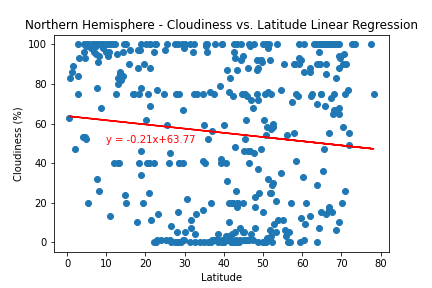 Northern Hemisphere - Cloudiness vs. Latitude Linear Regression
100
80
60
40
20
0
Cloudiness (%)
y = -0.21x+63.77
0 10 20 30 40 50 60 70 80
Latitude